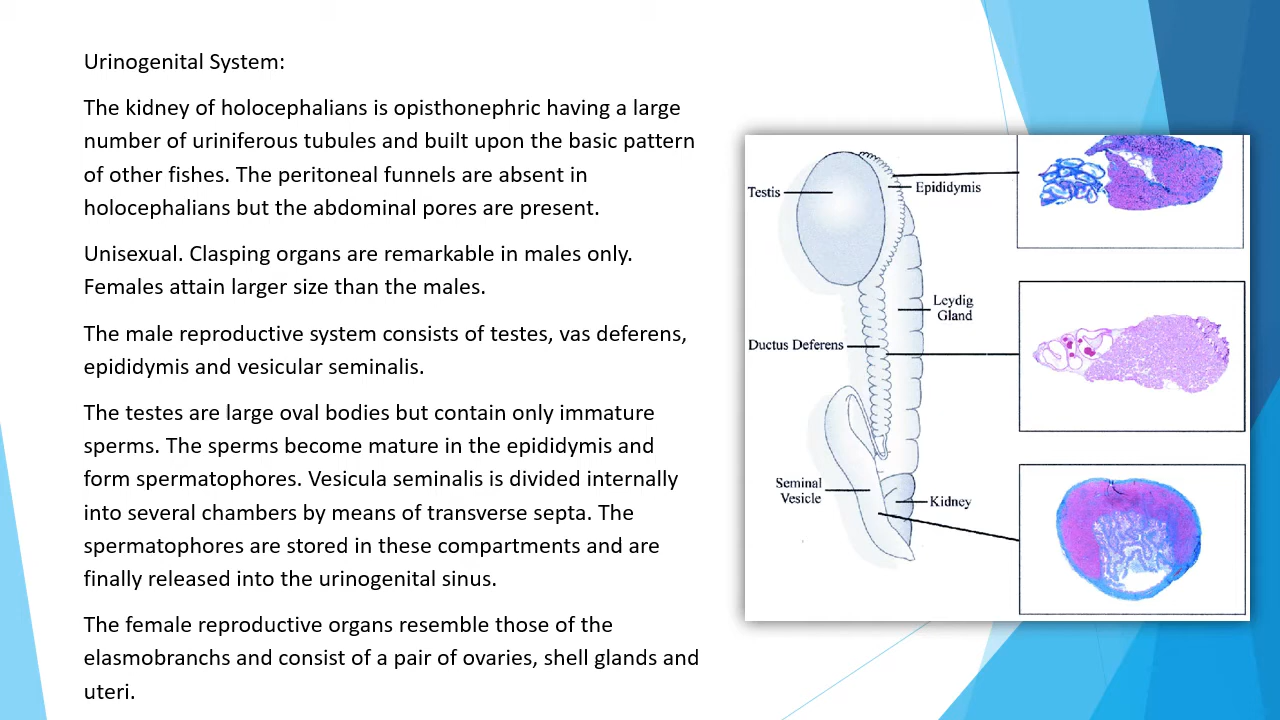 Urinogenital System:
The kidney of holocephalians is opisthonephric having a large
number of uriniferous tubules and built upon the basic pattern
of other fishes. The peritoneal funnels are absent in
holocephalians but the abdominal pores are present.
Unisexual. Clasping organs are remarkable in males only.
Females attain larger size than the males.
The male reproductive system consists of testes, vas deferens,
epididymis and vesicular seminalis.
The testes are large oval bodies but contain only immature
sperms. The sperms become mature in the epididymis and
form spermatophores. Vesicula seminalis is divided internally
into several chambers by means of transverse septa. The
spermatophores are stored in these compartments and are
finally released into the urinogenital sinus.
The female reproductive organs resemble those of the
elasmobranchs and consist of a pair of ovaries, shell glands and
uteri.
Testis
Epididymis
Leydig
Gland
Ductus Deferens
Seminal
Vesicle
Kidney